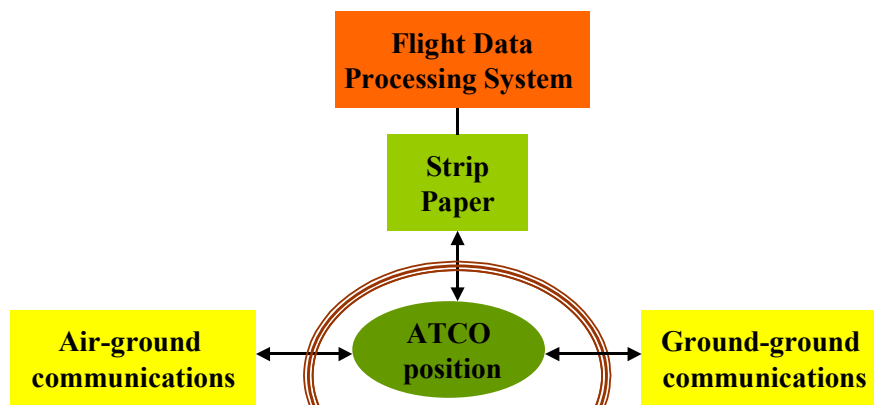 Flight Data
Processing System
Strip
Paper
ATCO
position
Air-ground
communications
Ground-ground
communications